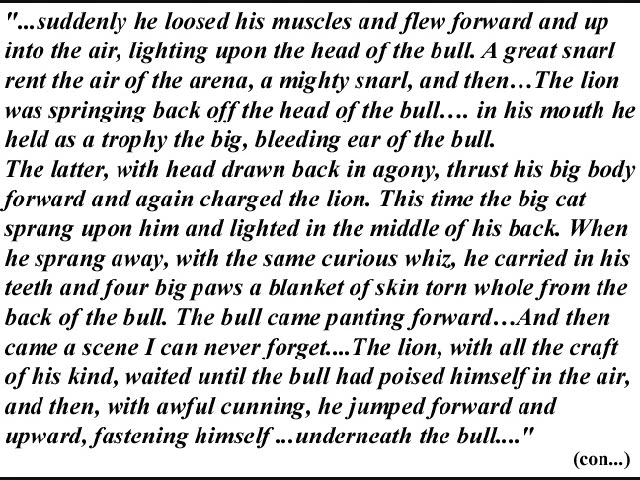 "...suddenly he loosed his muscles and flew forward and up
into the air, lighting upon the head of the bull. A great snarl
rent the air of the arena, a mighty snarl, and then…The lion
was springing back off the head of the bull…. in his mouth he
held as a trophy the big, bleeding ear of the bull.
The latter, with head drawn back in agony, thrust his big body
forward and again charged the lion. This time the big cat
sprang upon him and lighted in the middle of his back. When
he sprang away, with the same curious whiz, he carried in his
teeth and four big paws a blanket of skin torn whole from the
back of the bull. The bull came panting forward…And then
came a scene I can never forget....The lion, with all the craft
of his kind, waited until the bull had poised himself in the air,
and then, with awful cunning, he jumped forward and
upward, fastening himself ...underneath the bull...."
(con...)